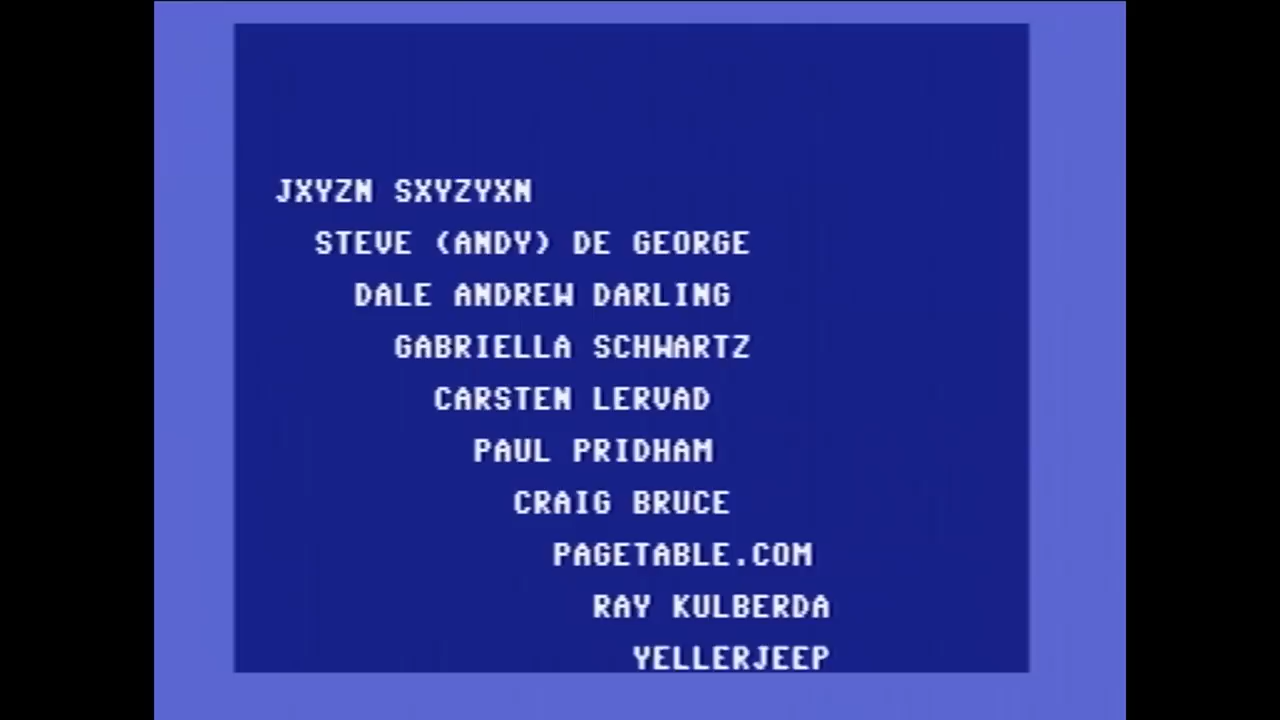 JXYZN SXYZYXN
STEVE (ANDY) DE GEORGE
DALE ANDREW DARLING
GABRIELLA SCHWARTZ
CARSTEN LERVAD
PAUL PRIDHAM
CRAIG BRUCE
PAGETABLE.COM
RAY KULBERDA
YELLERJEEP